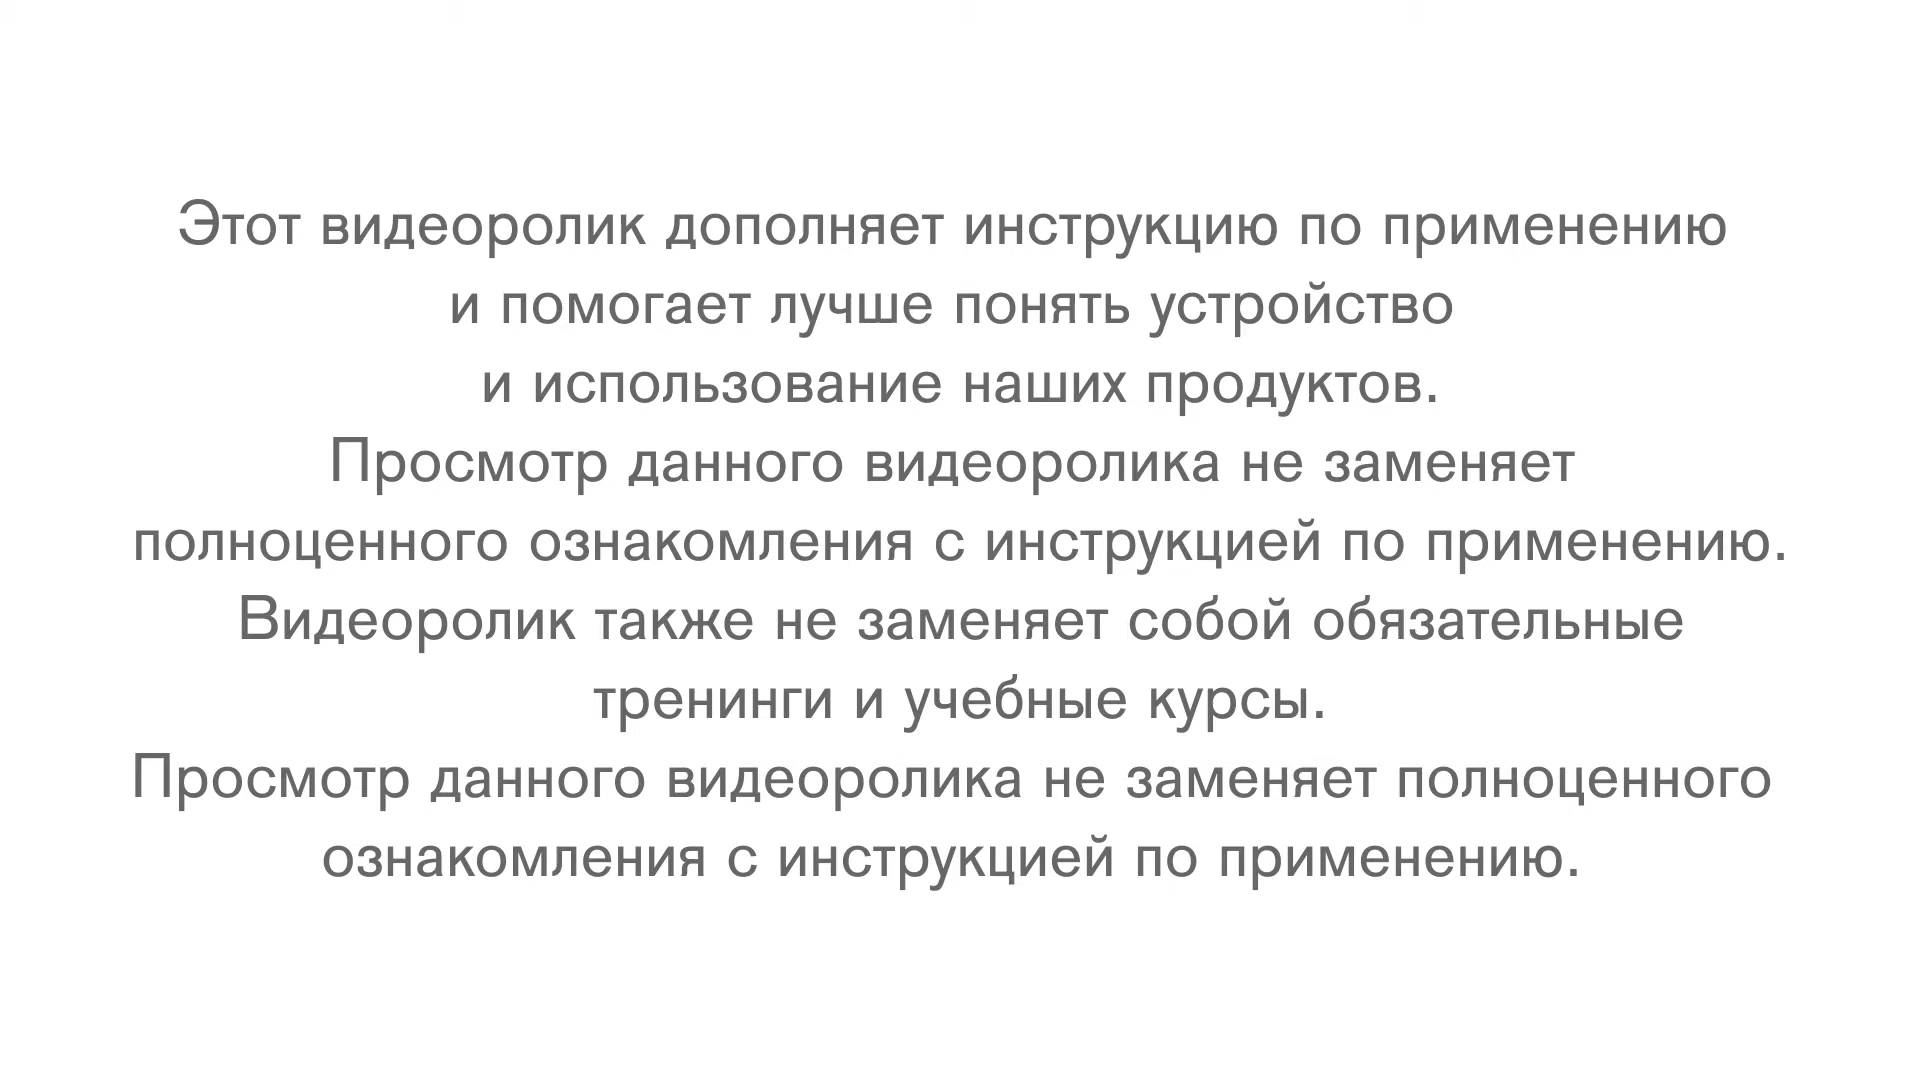 Этот видеоролик дополняет инструкцию по применению
и помогает лучше понять устройство
и использование наших продуктов.
Просмотр данного видеоролика не заменяет
полноценного ознакомления с инструкцией по применению.
Видеоролик также не заменяет собой обязательные
тренинги и учебные курсы.
Просмотр данного видеоролика не заменяет полноценного
ознакомления с инструкцией по применению.